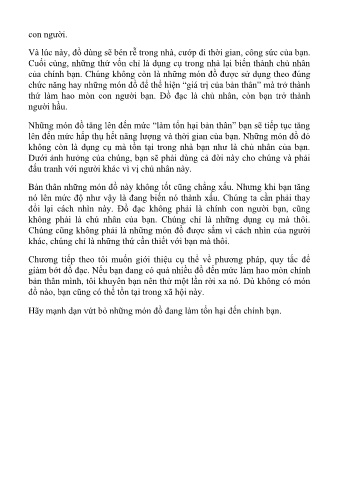 con người.
Và lúc này, đồ dùng sẽ bén rễ trong nhà, cướp đi thời gian, công sức của bạn.
Cuối cùng, những thứ vốn chỉ là dụng cụ trong nhà lại biến thành chủ nhân
của chính bạn. Chúng không còn là những món đồ được sử dụng theo đúng
chức năng hay những món đồ để thể hiện “giá trị của bản thân” mà trở thành
thứ làm hao mòn con người bạn. Đồ đạc là chủ nhân, còn bạn trở thành
người hầu.
Những món đồ tăng lên đến mức “làm tổn hại bản thân” bạn sẽ tiếp tục tăng
lên đến mức hấp thụ hết năng lượng và thời gian của bạn. Những món đồ đó
không còn là dụng cụ mà tồn tại trong nhà bạn như là chủ nhân của bạn.
Dưới ảnh hưởng của chúng, bạn sẽ phải dùng cả đời này cho chúng và phải
đấu tranh với người khác vì vị chủ nhân này.
Bản thân những món đồ này không tốt cũng chẳng xấu. Nhưng khi bạn tăng
nó lên mức độ như vậy là đang biến nó thành xấu. Chúng ta cần phải thay
đổi lại cách nhìn này. Đồ đạc không phải là chính con người bạn, cũng
không phải là chủ nhân của bạn. Chúng chỉ là những dụng cụ mà thôi.
Chúng cũng không phải là những món đồ được sắm vì cách nhìn của người
khác, chúng chỉ là những thứ cần thiết với bạn mà thôi.
Chương tiếp theo tôi muốn giới thiệu cụ thể về phương pháp, quy tắc để
giảm bớt đồ đạc. Nếu bạn đang có quá nhiều đồ đến mức làm hao mòn chính
bản thân mình, tôi khuyên bạn nên thử một lần rời xa nó. Dù không có món
đồ nào, bạn cũng có thể tồn tại trong xã hội này.
Hãy mạnh dạn vứt bỏ những món đồ đang làm tổn hại đến chính bạn.